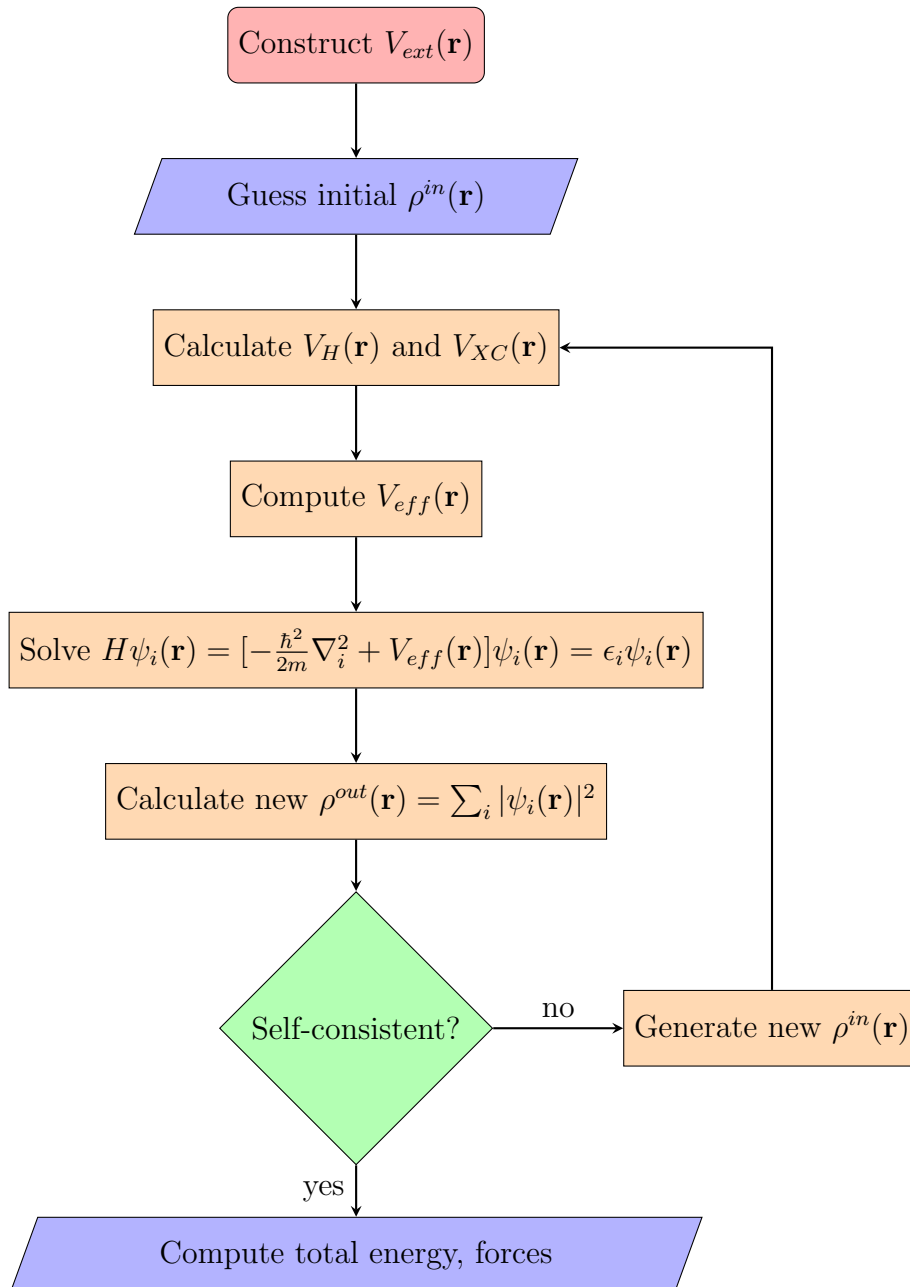 Construct $V_{ext}(\mathbf{r})$
Guess initial $\rho^{in}(\mathbf{r})$
Calculate $V_H(\mathbf{r})$ and $V_{XC}(\mathbf{r})$
Compute $V_{eff}(\mathbf{r})$
Solve $H\psi_i(\mathbf{r}) = [-\frac{\hbar^2}{2m}\nabla_i^2 + V_{eff}(\mathbf{r})]\psi_i(\mathbf{r}) = \epsilon_i\psi_i(\mathbf{r})$
Calculate new $\rho^{out}(\mathbf{r}) = \sum_i |\psi_i(\mathbf{r})|^2$
Self-consistent?
no
Generate new $\rho^{in}(\mathbf{r})$
yes
Compute total energy, forces